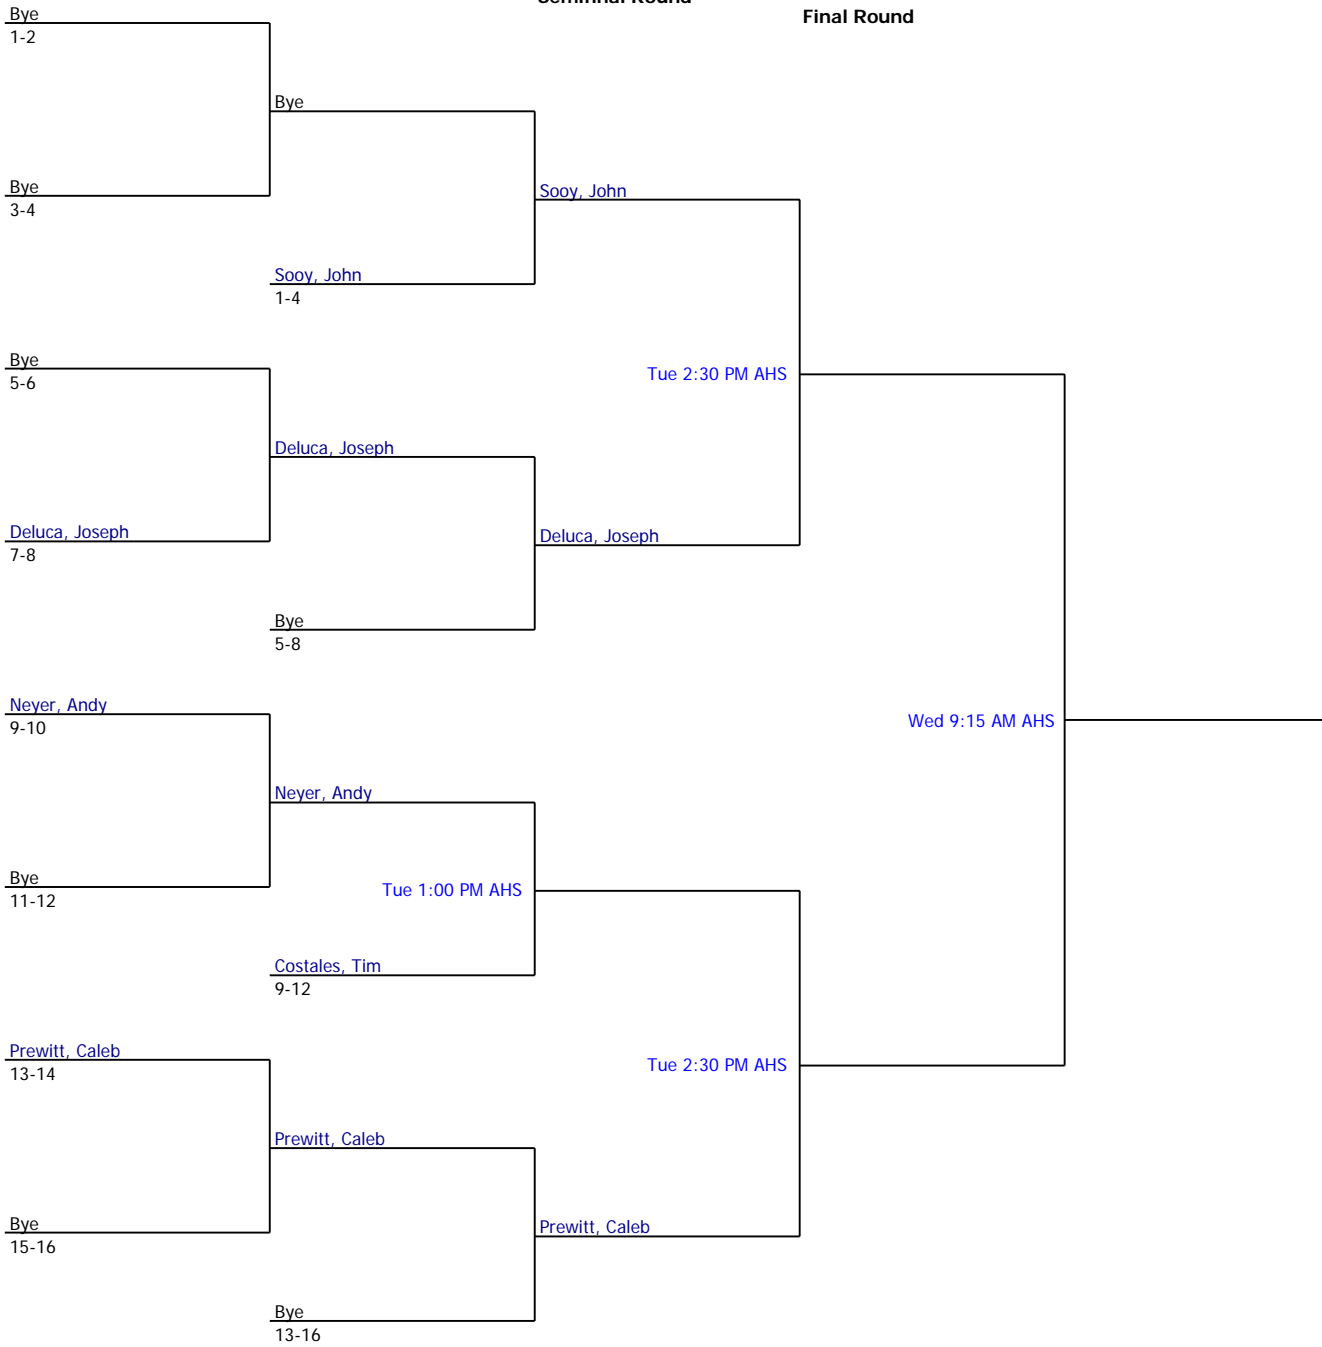 Semifinal Round
Final Round
Bye
1-2
Bye
Bye
3-4
Sooy, John
Sooy, John
1-4
Bye
5-6
Tue 2:30 PM AHS
Deluca, Joseph
Deluca, Joseph
7-8
Deluca, Joseph
Bye
5-8
Neyer, Andy
9-10
Wed 9:15 AM AHS
Neyer, Andy
Bye
11-12
Tue 1:00 PM AHS
Costales, Tim
9-12
Prewitt, Caleb
13-14
Tue 2:30 PM AHS
Prewitt, Caleb
Bye
15-16
Prewitt, Caleb
Bye
13-16